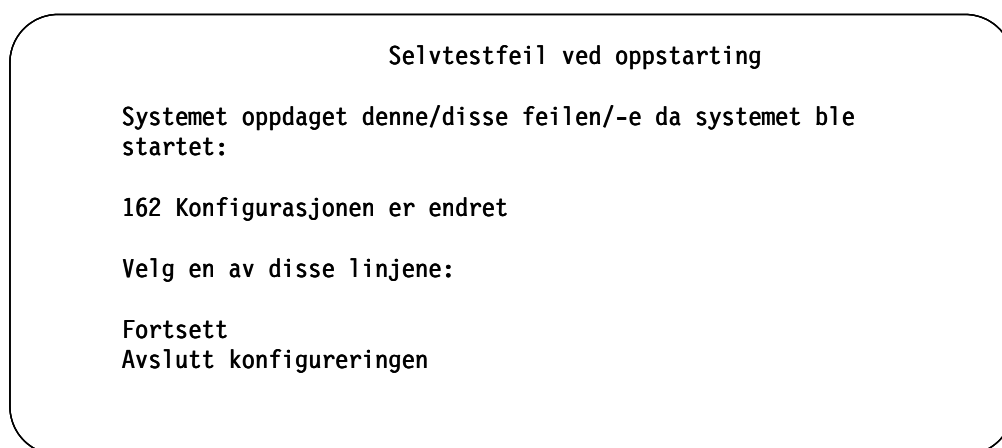 Selvtestfeil ved oppstarting
Systemet oppdaget denne/disse feilen/-e da systemet ble
startet:
162 Konfigurasjonen er endret
Velg en av disse linjene:
Fortsett
Avslutt konfigureringen